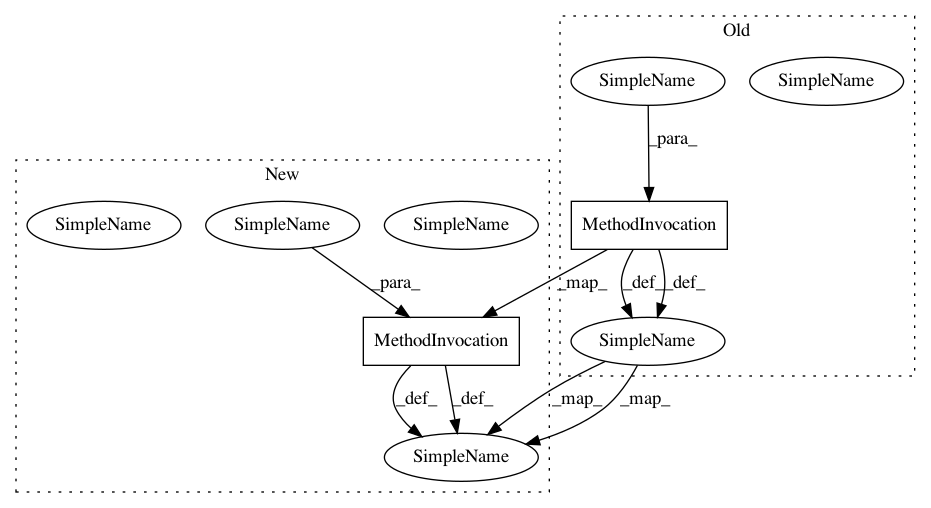 Old
SimpleName SimpleName
_para_
New
SimpleName SimpleName SimpleName MethodInvocation
_para_ _map_ _def_ _def_
MethodInvocation SimpleName
_def_ _def_ _map_ _map_
SimpleName